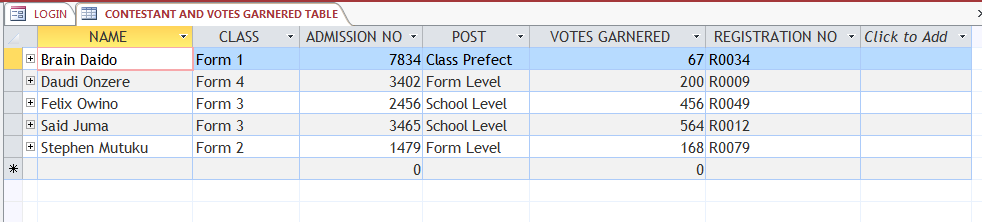 LOGIN CONTESTANT AND VOTES GARNERED TABLE
NAME CLASS ADMISSION NO POST VOTES GARNERED REGISTRATION NO Click to Add
Brain Daido Form 1 7834 Class Prefect 67 R0034
Daudi Onzere Form 4 3402 Form Level 200 R0009
Felix Owino Form 3 2456 School Level 456 R0049
Said Juma Form 3 3465 School Level 564 R0012
Stephen Mutuku Form 2 1479 Form Level 168 R0079
0 0